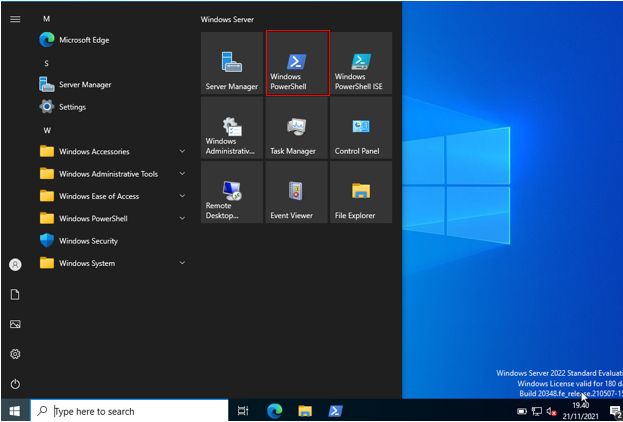 M
Microsoft Edge
S
Server Manager
Settings
W
Windows Accessories
Windows Administrative Tools
Windows Ease of Access
Windows PowerShell
Windows Security
Windows System
Windows Server
Server Manager
Windows
PowerShell
Windows
PowerShell ISE
Windows
Administrativ...
Task Manager
Control Panel
Remote
Desktop...
Event Viewer
File Explorer
Windows Server 2022 Standard Evaluati
Windows License valid for 180 da
Build 20348.fe_release.210507-15
Type here to search
19.40
21/11/2021
2